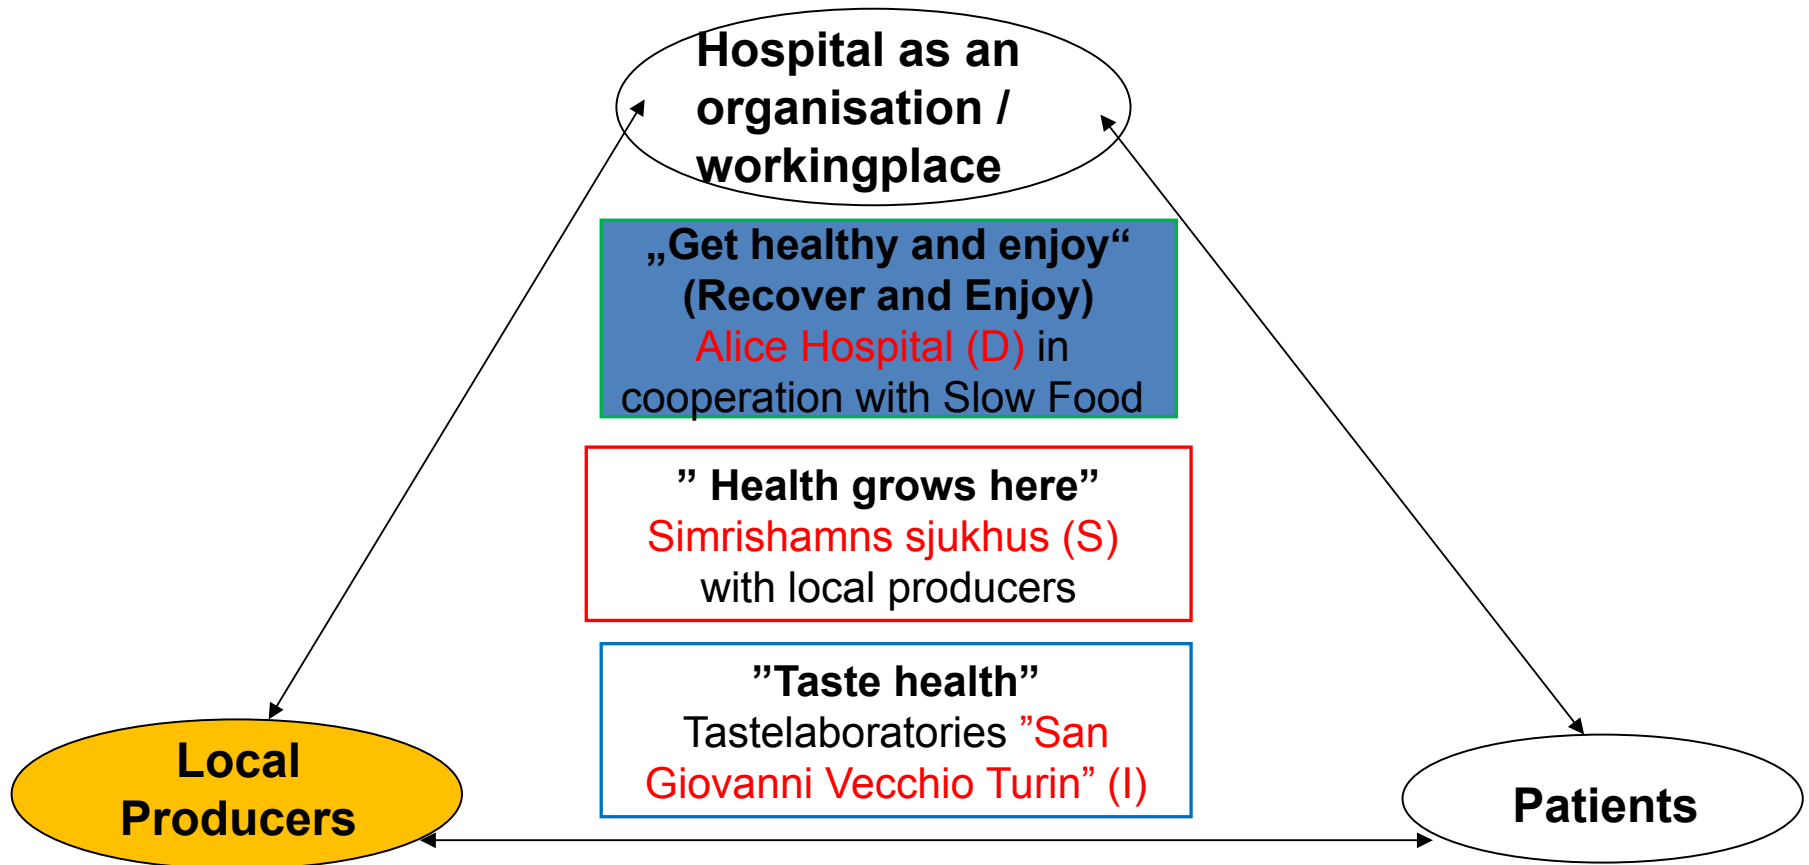 Hospital as an
organisation /
workingplace
„Get healthy and enjoy“
(Recover and Enjoy)
Alice Hospital (D) in
cooperation with Slow Food
” Health grows here”
Simrishamns sjukhus (S)
with local producers
”Taste health”
Tastelaboratories ”San
Giovanni Vecchio Turin” (I)
Local
Producers
Patients